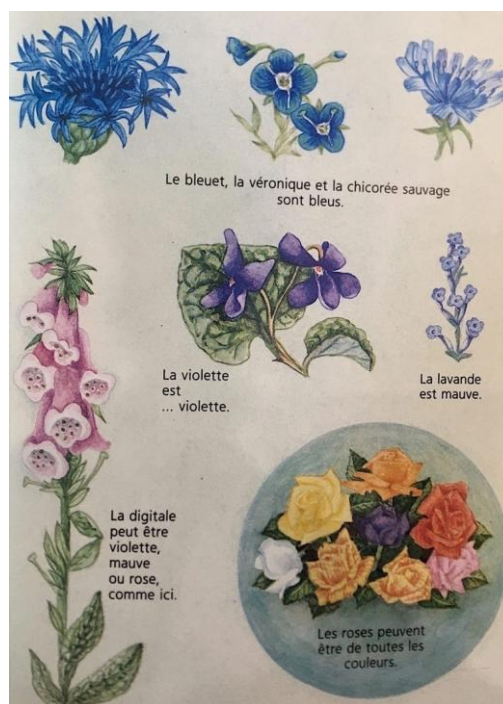 Le bleuet, la véronique et la chicorée sauvage
sont bleus.
La violette
est
... violette.
La lavande
est mauve.
La digitale
peut être
violette,
mauve
ou rose,
comme ici.
Les roses peuvent
être de toutes les
couleurs.